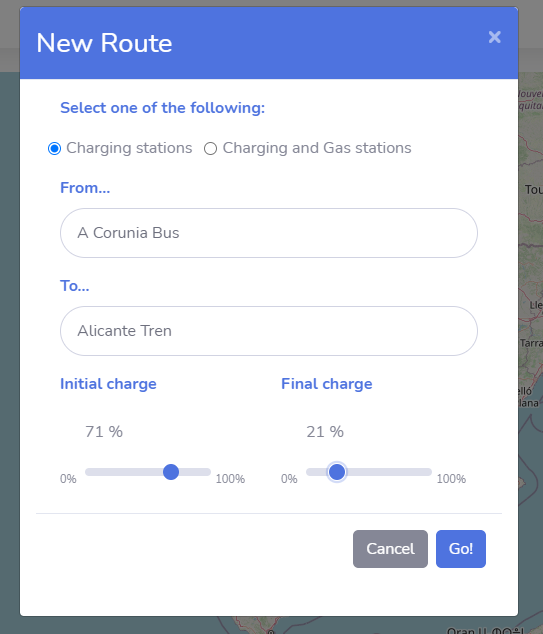 New Route
×
Select one of the following:
Charging stations Charging and Gas stations
From...
A Corunia Bus
To...
Alicante Tren
Initial charge Final charge
71 % 21 %
0% 100% 0% 100%
Cancel Go!